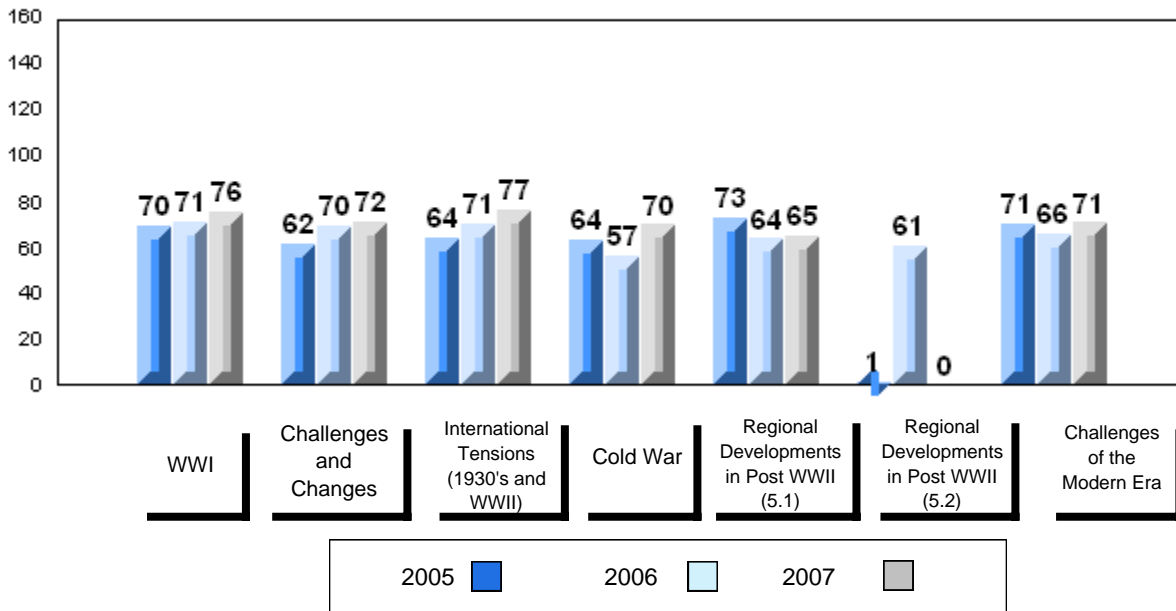 160
140
120
100
80
60
40
20
0
70 71 76
62 70 72
64 71 77
64 57 70
73 64 65
1 61 0
71 66 71
WWI
Challenges
and
Changes
International
Tensions
(1930's and
WWII)
Cold War
Regional
Developments
in Post WWII
(5.1)
Regional
Developments
in Post WWII
(5.2)
Challenges
of the
Modern Era
2005 2006 2007